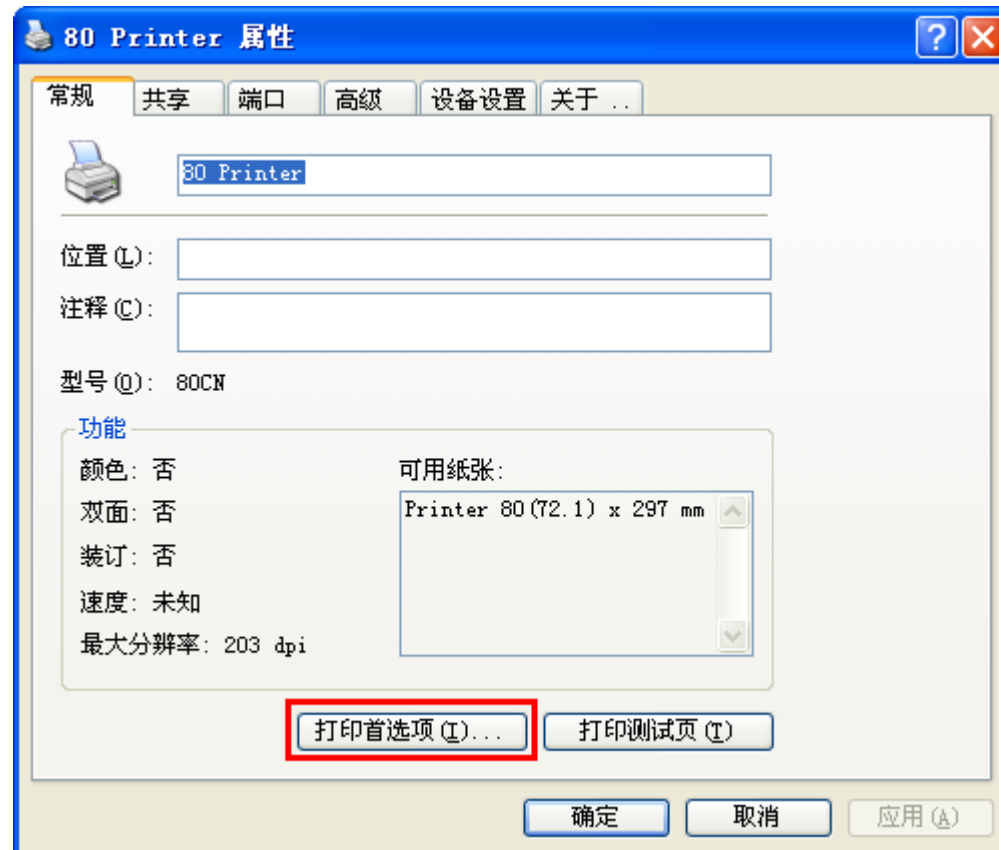 80 Printer 属性
常规 共享 端口 高级 设备设置 关于 ..
80 Printer
位置(L):
注释(C):
型号(O): 80CN
功能
颜色: 否
双面: 否
装订: 否
速度: 未知
最大分辨率: 203 dpi
可用纸张:
Printer 80(72.1) x 297 mm
打印首选项(I)... 打印测试页(T)
确定 取消 应用(A)